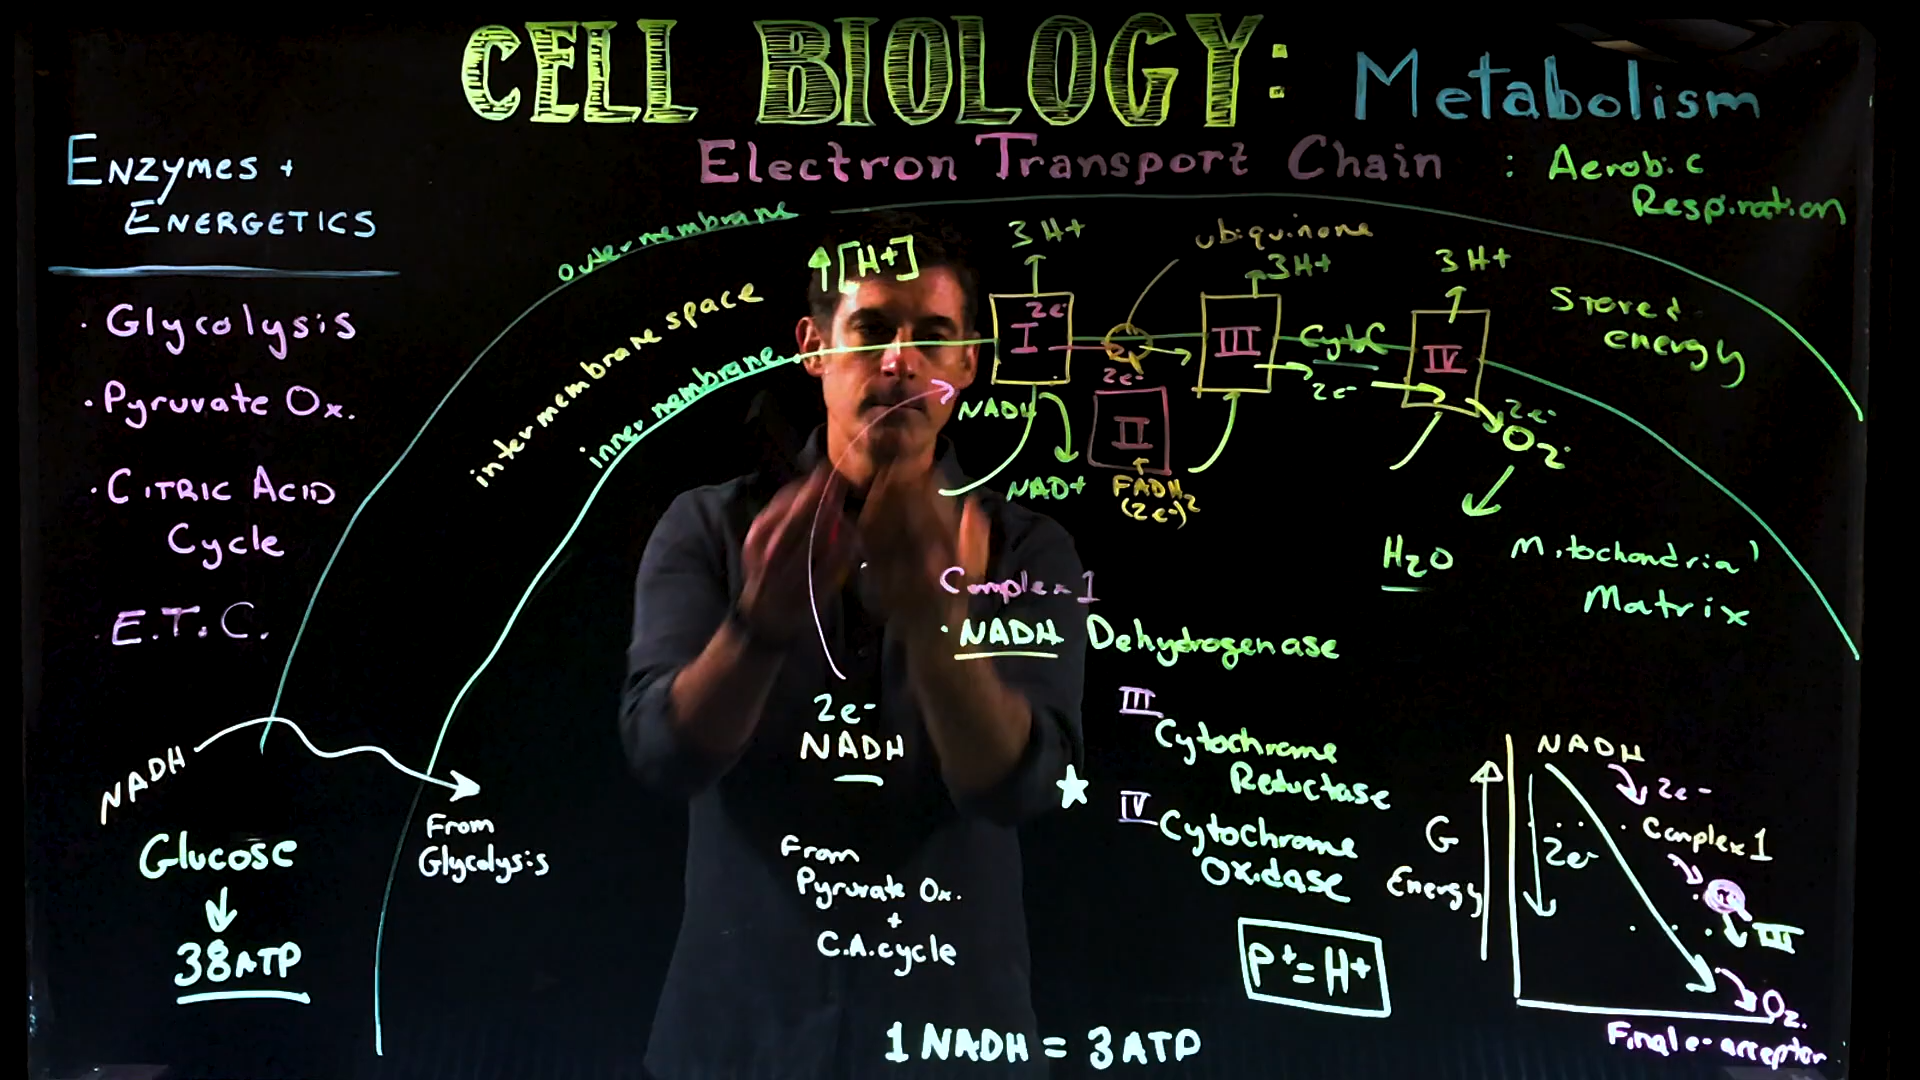 CELL BIOLOGY: Metabolism
Electron Transport Chain : Aerobic
Respiration
Enzymes +
ENERGETICS
· Glycolysis
· Pyruvate Ox.
· CITRIC ACID
Cycle
· E.T.C.
outer membrane
intermembrane space
inner membrane
↑[H+]
3H+
ubiquinone
3H+
3H+
Stored
energy
2e-
I
2e-
III
CytoC
2e-
IV
2e-
O2
NADH
NAD+
II
FADH2
(2e-)
H2O
Mitochondrial
Matrix
Complex 1
· NADH Dehydrogenase
III
Cytochrome
Reductase
IV
Cytochrome
Oxidase
2e-
NADH
NADH
From
Glycolysis
Glucose
38 ATP
From
Pyruvate Ox.
+
C.A. cycle
P+ = H+
1 NADH = 3 ATP
G
Energy
NADH
2e-
2e-
Complex 1
III
O2.
Final e- acceptor